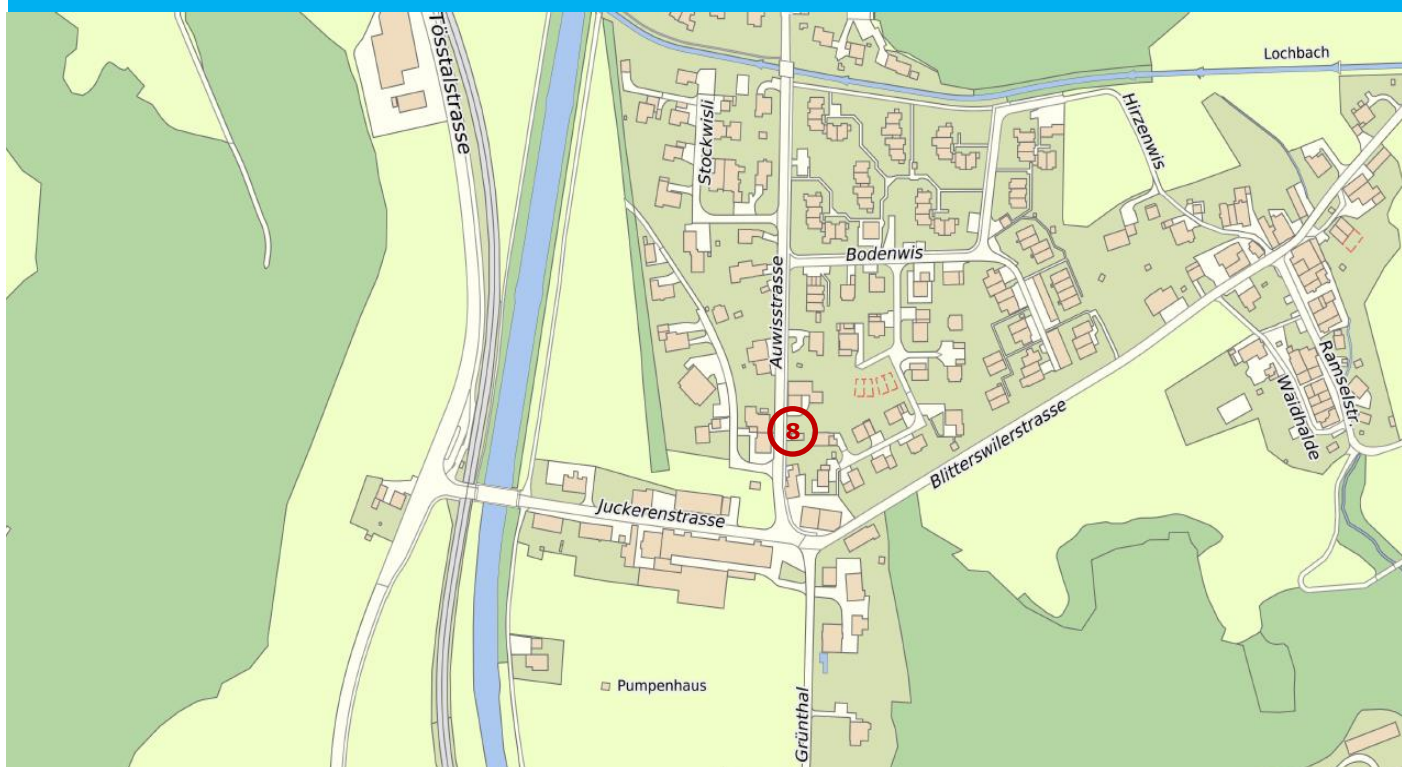 Tösstalstrasse
Lochbach
Stockwisli
Hirzenwis
Bodenwis
Auwisstrasse
Ramselstr.
Waidhalde
8
Blitterswilerstrasse
Juckerenstrasse
Pumpenhaus
Grünthal